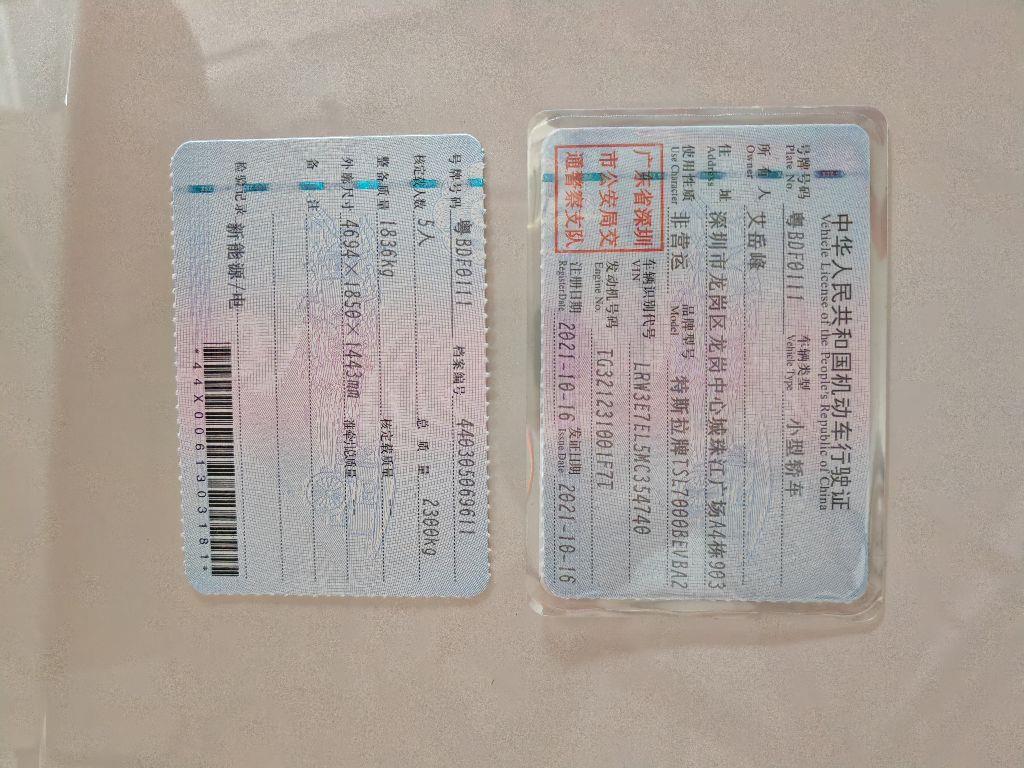 中华人民共和国机动车行驶证
Vehicle License of the People's Republic of China
号牌号码 粤BDF0111 车辆类型 小型轿车
Plate No. Vehicle Type
所有人 艾岳峰
Owner
住址 深圳市龙岗区龙岗中心城珠江广场A4栋903
Address
使用性质 非营运 品牌型号 特斯拉牌TSL7000BEVBA2
Use Character Model
广东省深圳
市公安局交
通警察支队
车辆识别代号 LRW3E7EL5MC354740
VIN
发动机号码 TG321231001F7T
Engine No.
注册日期 2021-10-16 发证日期 2021-10-16
Register Date Issue Date
号牌号码 粤BDF0111 档案编号 440306069611
核定载人数 5人 总质量 2300kg
整备质量 1836kg 核定载质量
外廓尺寸 4694×1850×1443mm 准牵引总质量
备注
检验记录 新能源/电
*44X0061303181*